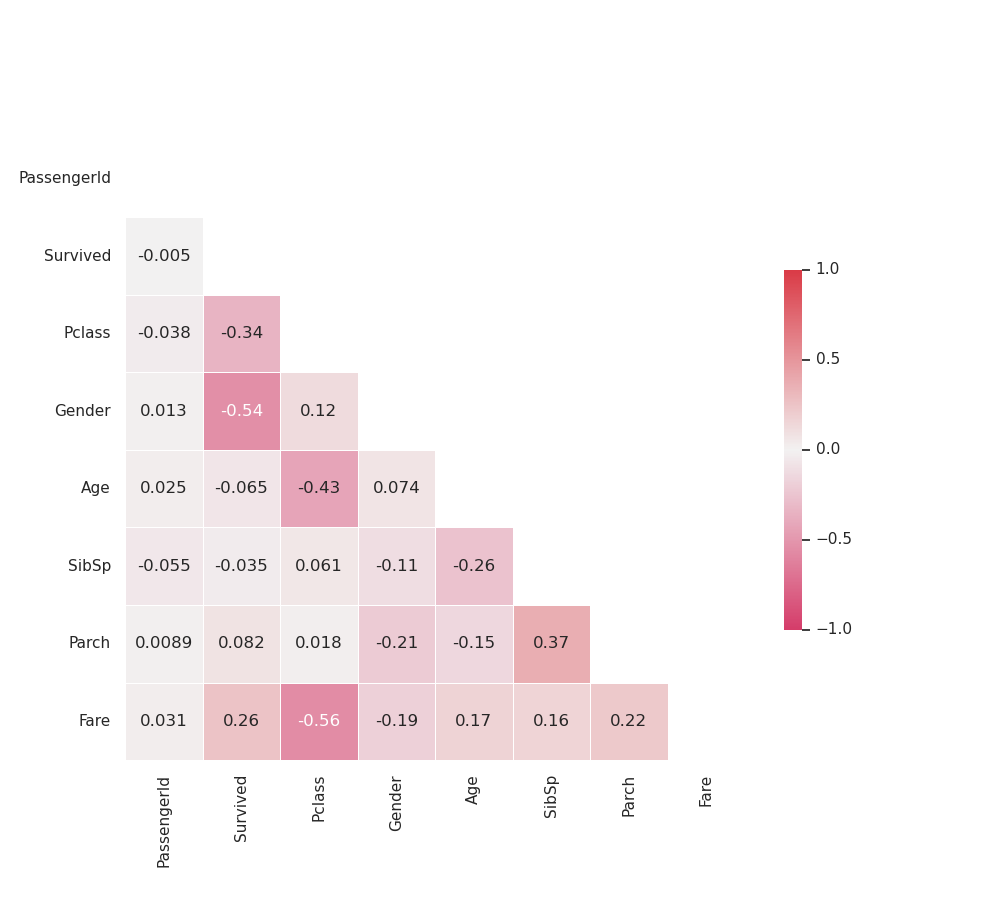 PassengerId
Survived -0.005
1.0
Pclass -0.038 -0.34
0.5
Gender 0.013 -0.54 0.12
0.0
Age 0.025 -0.065 -0.43 0.074
−0.5
SibSp -0.055 -0.035 0.061 -0.11 -0.26
−1.0
Parch 0.0089 0.082 0.018 -0.21 -0.15 0.37
Fare 0.031 0.26 -0.56 -0.19 0.17 0.16 0.22
PassengerId Survived Pclass Gender Age SibSp Parch Fare